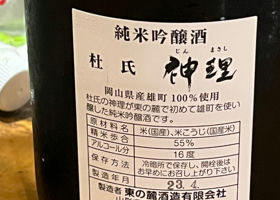 純米吟醸酒
じん まさし
杜氏 神理
岡山県産雄町100%使用
杜氏の神理が東の麓で初めて雄町を使い醸
した純米吟醸酒です。
原材料名 米(国産)、米こうじ(国産米)
精米歩合 55%
アルコール分 16度
保存方法 冷暗所で保存し、開栓後は
お早めにお召し上がり下さい
製造年月 23.4
製造者 東の麓酒造有限会社